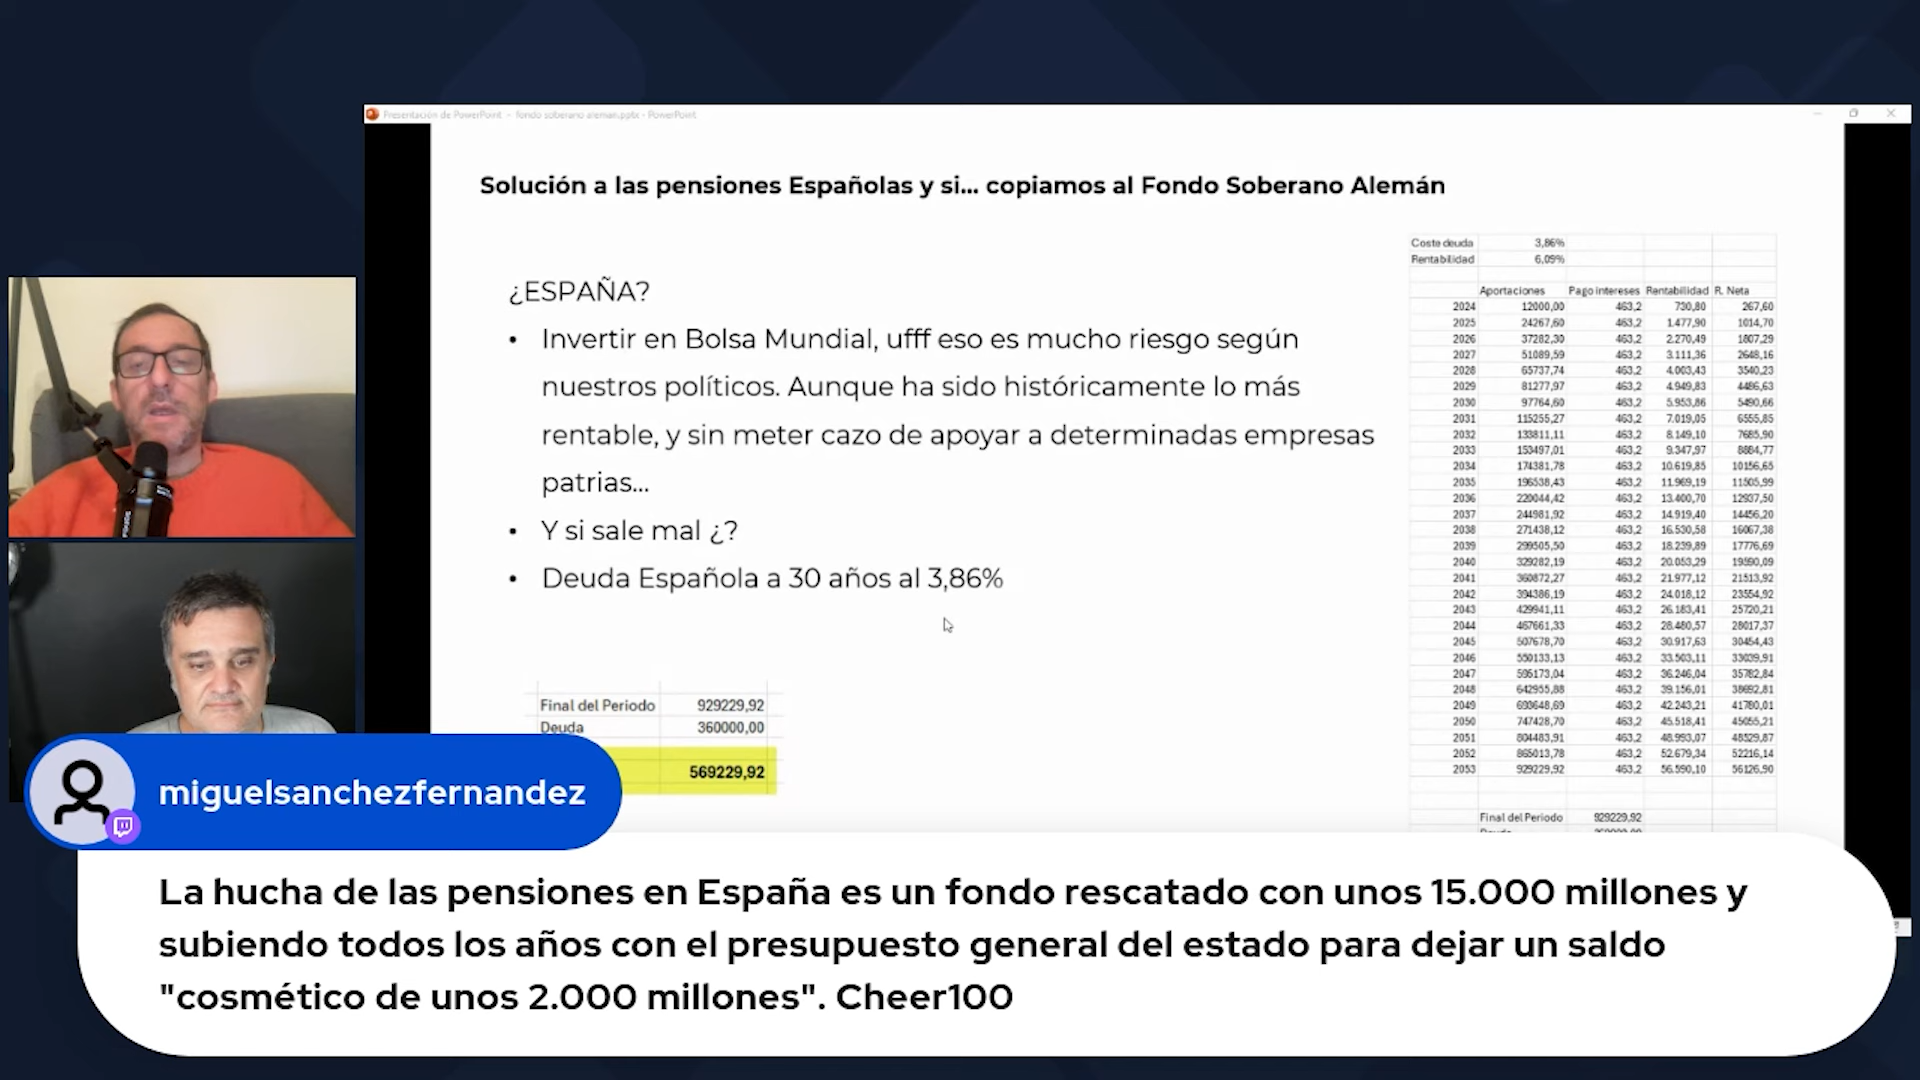 Presentación de PowerPoint - fondo soberano aleman.pptx - PowerPoint
Solución a las pensiones Españolas y si... copiamos al Fondo Soberano Alemán
¿ESPAÑA?
• Invertir en Bolsa Mundial, ufff eso es mucho riesgo según
nuestros políticos. Aunque ha sido históricamente lo más
rentable, y sin meter cazo de apoyar a determinadas empresas
patrias...
• Y si sale mal ¿?
• Deuda Española a 30 años al 3,86%
Final del Periodo 929229,92
Deuda 360000,00
569229,92
Coste deuda 3,86%
Rentabilidad 6,09%
Aportaciones Pago intereses Rentabilidad R. Neta
2024 12000,00 463,2 730,80 267,60
2025 24267,60 463,2 1.477,90 1014,70
2026 37282,30 463,2 2.270,49 1807,29
2027 51089,59 463,2 3.111,36 2648,16
2028 65737,74 463,2 4.003,43 3540,23
2029 81277,97 463,2 4.949,83 4486,63
2030 97764,60 463,2 5.953,86 5490,66
2031 115255,27 463,2 7.019,05 6555,85
2032 133811,11 463,2 8.149,10 7685,90
2033 153497,01 463,2 9.347,97 8884,77
2034 174381,78 463,2 10.619,85 10156,65
2035 196538,43 463,2 11.969,19 11505,99
2036 220044,42 463,2 13.400,70 12937,50
2037 244981,92 463,2 14.919,40 14456,20
2038 271438,12 463,2 16.530,58 16067,38
2039 299505,50 463,2 18.239,89 17776,69
2040 329282,19 463,2 20.053,29 19590,09
2041 360872,27 463,2 21.977,12 21513,92
2042 394386,19 463,2 24.018,12 23554,92
2043 429941,11 463,2 26.183,41 25720,21
2044 467661,33 463,2 28.480,57 28017,37
2045 507678,70 463,2 30.917,63 30454,43
2046 550133,13 463,2 33.503,11 33039,91
2047 595173,04 463,2 36.246,04 35782,84
2048 642955,88 463,2 39.156,01 38692,81
2049 693648,69 463,2 42.243,21 41780,01
2050 747428,70 463,2 45.518,41 45055,21
2051 804483,91 463,2 48.993,07 48529,87
2052 865013,78 463,2 52.679,34 52216,14
2053 929229,92 463,2 56.590,10 56126,90
Final del Periodo 929229,92
miguelsanchezfernandez
La hucha de las pensiones en España es un fondo rescatado con unos 15.000 millones y
subiendo todos los años con el presupuesto general del estado para dejar un saldo
"cosmético de unos 2.000 millones". Cheer100